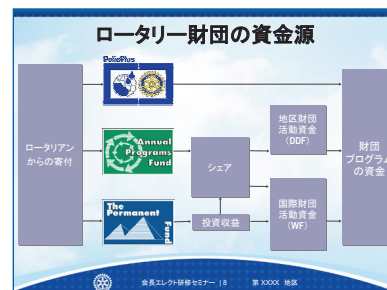 ロータリー財団の資金源
PolioPlus
ロータリアン
からの寄付
Annual
Programs
Fund
The
Permanent
Fund
シェア
投資収益
地区財団
活動資金
(DDF)
国際財団
活動資金
(WF)
財団
プログラム
の資金
会長エレクト研修セミナー | 8 第 XXXX 地区